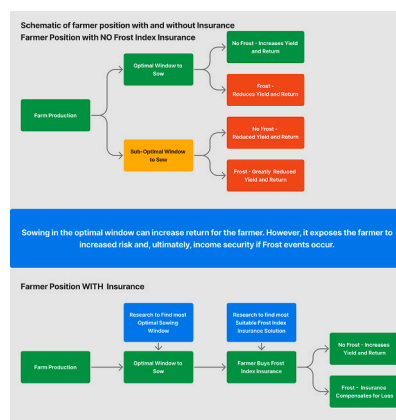 Schematic of farmer position with and without Insurance
Farmer Position with NO Frost Index Insurance
No Frost - Increases Yield
and Return
Optimal Window to
Sow
Frost -
Reduces Yield and Return
Farm Production
No Frost -
Reduced Yield and Return
Sub-Optimal Window
to Sow
Frost - Greatly Reduced
Yield and Return
Sowing in the optimal window can increase return for the farmer. However, it exposes the farmer to
increased risk and, ultimately, income security if Frost events occur.
Farmer Position WITH Insurance
Research to Find most
Optimal Sowing
Window
Research to find most
Suitable Frost Index
Insurance Solution
No Frost - Increases
Yield and Return
Farm Production
Optimal Window to
Sow
Farmer Buys Frost
Index Insurance
Frost - Insurance
Compensates for Loss